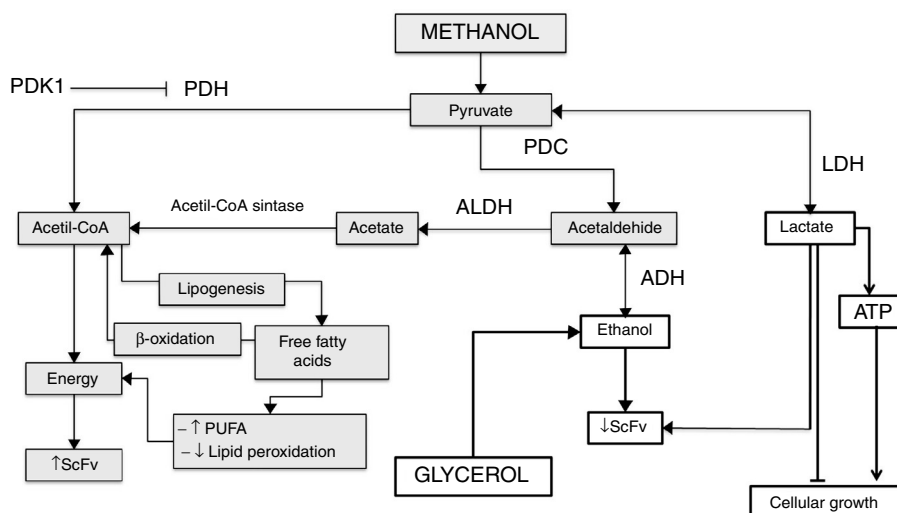 METHANOL
PDK1
PDH
Pyruvate
PDC
LDH
Acetil-CoA sintase
ALDH
Acetil-CoA
Acetate
Acetaldehide
Lactate
ADH
Lipogenesis
ATP
Ethanol
β-oxidation
Free fatty
acids
Energy
– ↑ PUFA
– ↓ Lipid peroxidation
↓ScFv
↑ScFv
GLYCEROL
Cellular growth